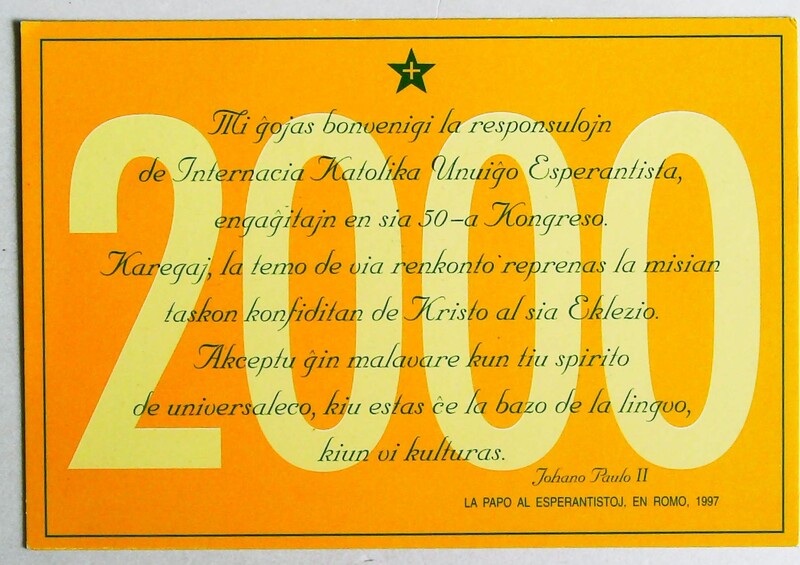 2000
Mi ĝojas bonvenigi la responsulojn
de Internacia Katolika Unuiĝo Esperantista,
engaĝitajn en sia 50-a Kongreso.
Karegaj, la temo de via renkonto reprenas la misian
taskon konfiditan de Kristo al sia Eklezio.
Akceptu ĝin malavare kun tiu spirito
de universaleco, kiu estas ĉe la bazo de la lingvo,
kiun vi kulturas.
Johano Paulo II
LA PAPO AL ESPERANTISTOJ, EN ROMO, 1997